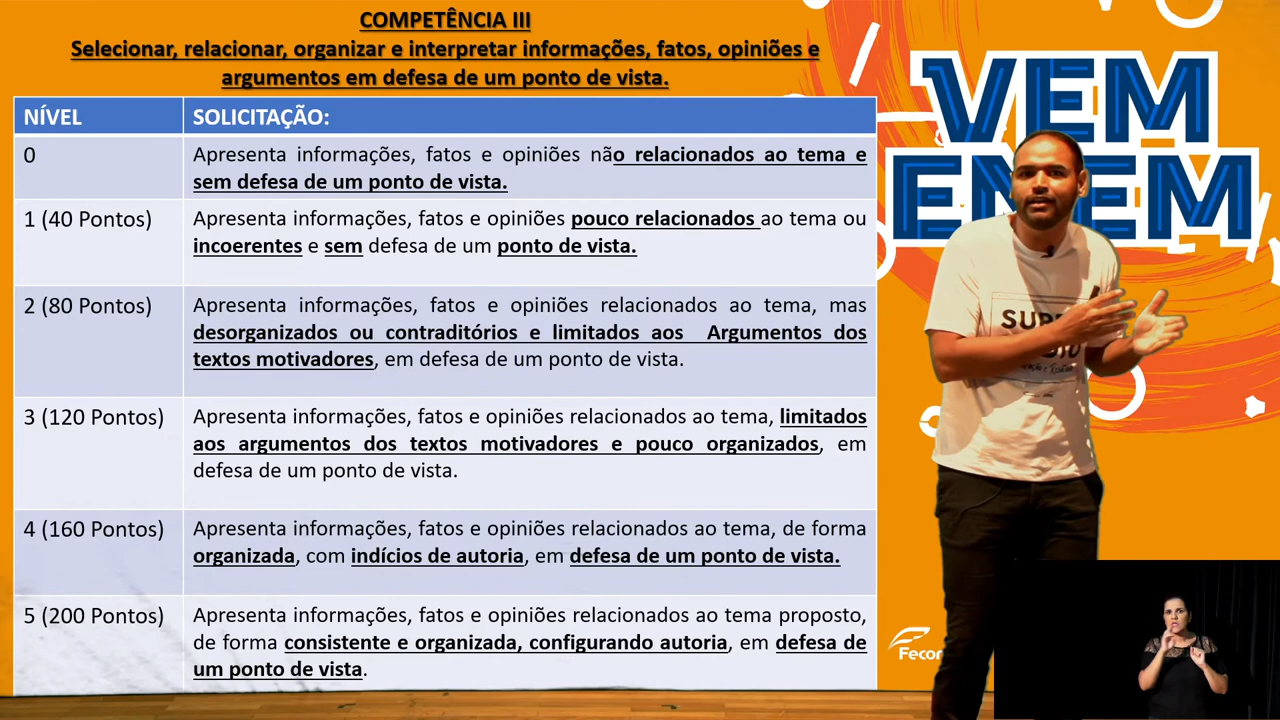 COMPETÊNCIA III
Selecionar, relacionar, organizar e interpretar informações, fatos, opiniões e
argumentos em defesa de um ponto de vista.
NÍVEL
SOLICITAÇÃO:
0
Apresenta informações, fatos e opiniões não relacionados ao tema e
sem defesa de um ponto de vista.
1 (40 Pontos)
Apresenta informações, fatos e opiniões pouco relacionados ao tema ou
incoerentes e sem defesa de um ponto de vista.
2 (80 Pontos)
Apresenta informações, fatos e opiniões relacionados ao tema, mas
desorganizados ou contraditórios e limitados aos Argumentos dos
textos motivadores, em defesa de um ponto de vista.
3 (120 Pontos)
Apresenta informações, fatos e opiniões relacionados ao tema, limitados
aos argumentos dos textos motivadores e pouco organizados, em
defesa de um ponto de vista.
4 (160 Pontos)
Apresenta informações, fatos e opiniões relacionados ao tema, de forma
organizada, com indícios de autoria, em defesa de um ponto de vista.
5 (200 Pontos)
Apresenta informações, fatos e opiniões relacionados ao tema proposto,
de forma consistente e organizada, configurando autoria, em defesa de
um ponto de vista.
VEM
ENEM